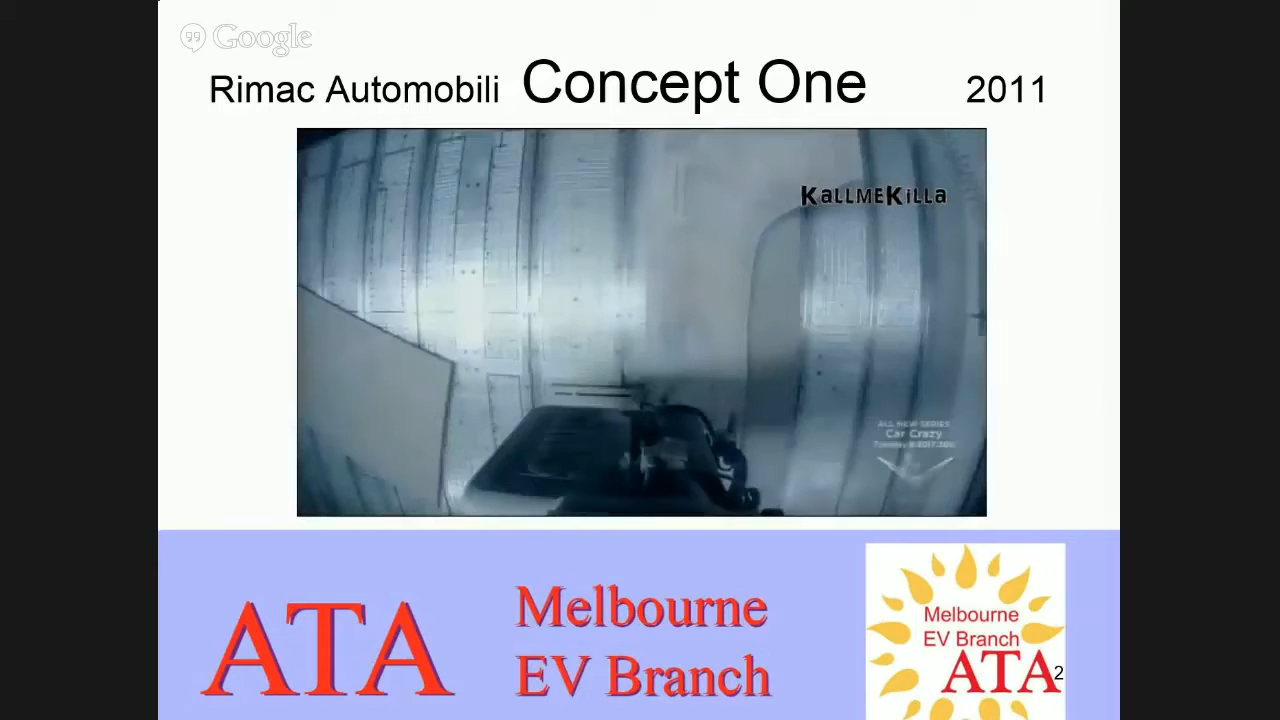 Google
Rimac Automobili Concept One 2011
KallmeKilla
ALL NEW SERIES
Car Crazy
ATA
Melbourne
EV Branch
Melbourne
EV Branch
ATA
2